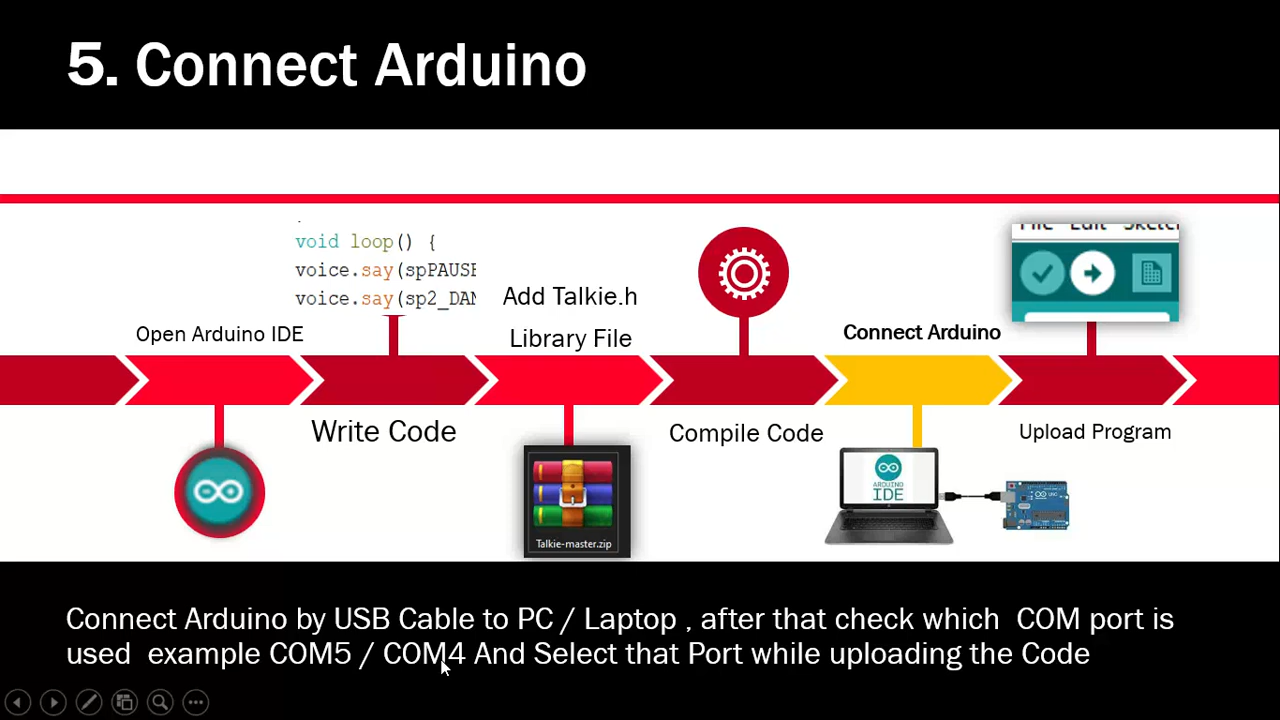 5. Connect Arduino
void loop() {
voice.say(spPAUSE
voice.say(sp2_DAN
Add Talkie.h
Library File
Open Arduino IDE
Connect Arduino
File Edit Sketch
Write Code
Compile Code
Upload Program
ARDUINO
IDE
Talkie-master.zip
Connect Arduino by USB Cable to PC / Laptop , after that check which COM port is
used example COM5 / COM4 And Select that Port while uploading the Code